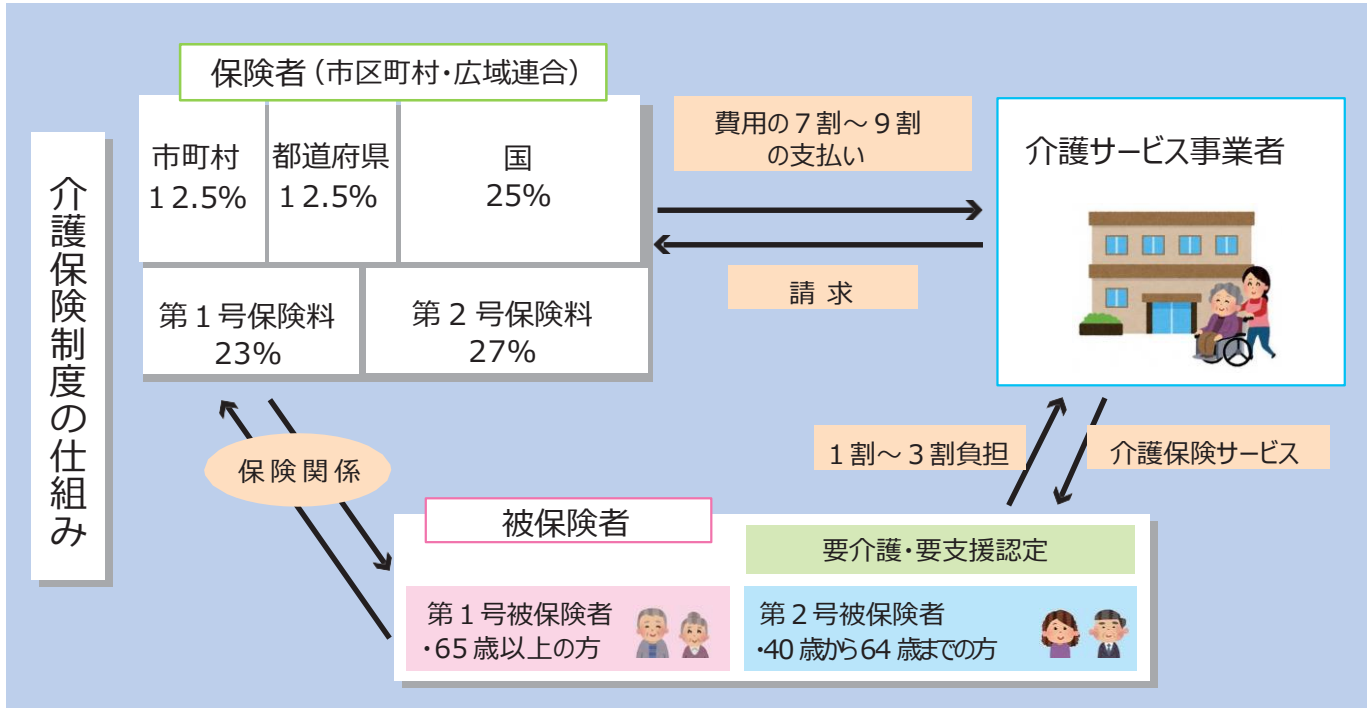 介護保険制度の仕組み
保険者（市区町村・広域連合）
市町村
12.5%
都道府県
12.5%
国
25%
第１号保険料
23%
第２号保険料
27%
費用の７割～９割
の支払い
請求
介護サービス事業者
保険関係
１割～３割負担
介護保険サービス
被保険者
要介護・要支援認定
第１号被保険者
・65歳以上の方
第２号被保険者
・40歳から64歳までの方